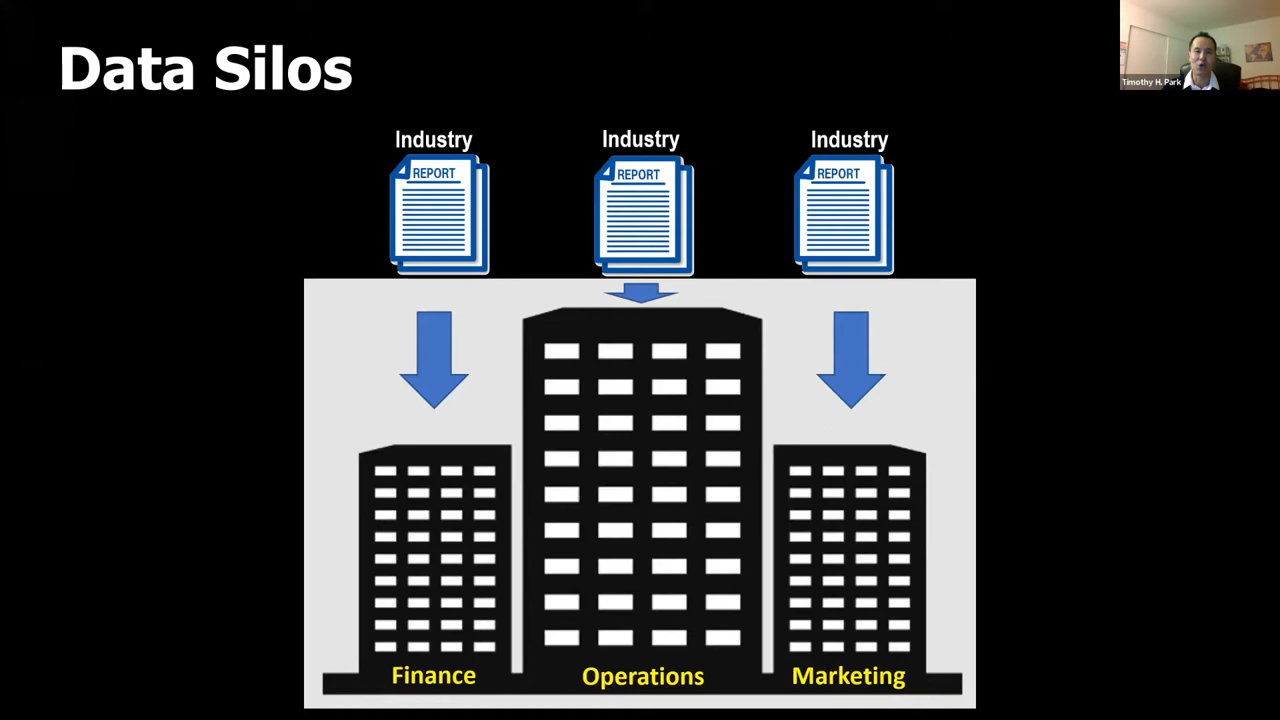 Data Silos
Timothy H. Park
Industry
Industry
Industry
REPORT
REPORT
REPORT
Finance
Operations
Marketing